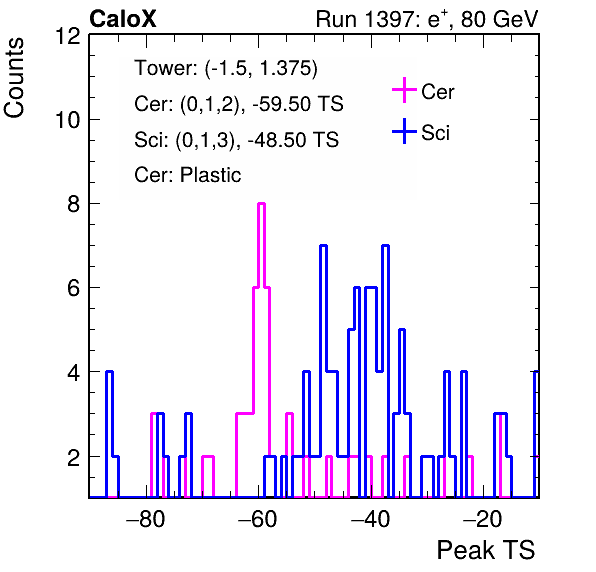 CaloX Run 1397: e⁺, 80 GeV
Counts
12
10
8
6
4
2
Tower: (-1.5, 1.375)
Cer: (0,1,2), -59.50 TS
Sci: (0,1,3), -48.50 TS
Cer: Plastic
Cer
Sci
−80 −60 −40 −20
Peak TS